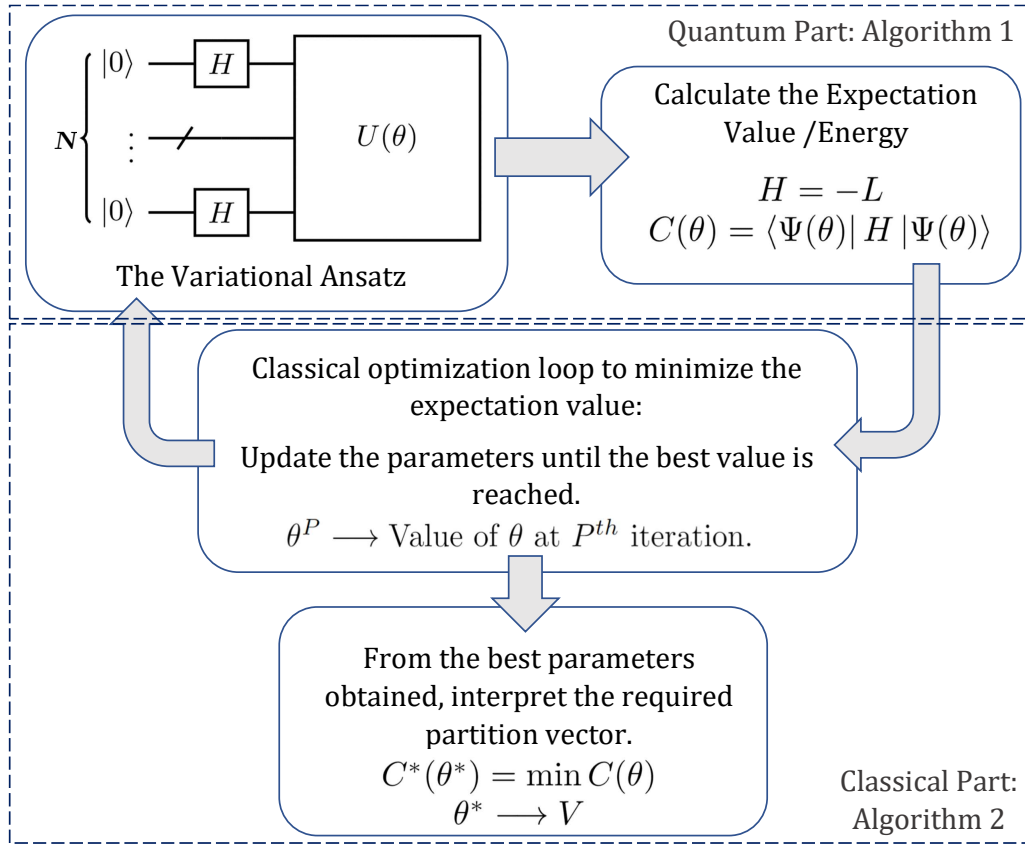 Quantum Part: Algorithm 1
|0⟩ H
N ⋮ U(θ)
|0⟩ H
The Variational Ansatz
Calculate the Expectation
Value /Energy
H = −L
C(θ) = ⟨Ψ(θ)| H |Ψ(θ)⟩
Classical optimization loop to minimize the
expectation value:
Update the parameters until the best value is
reached.
θ^P ⟶ Value of θ at P^{th} iteration.
From the best parameters
obtained, interpret the required
partition vector.
C*(θ*) = min C(θ)
θ* ⟶ V
Classical Part:
Algorithm 2